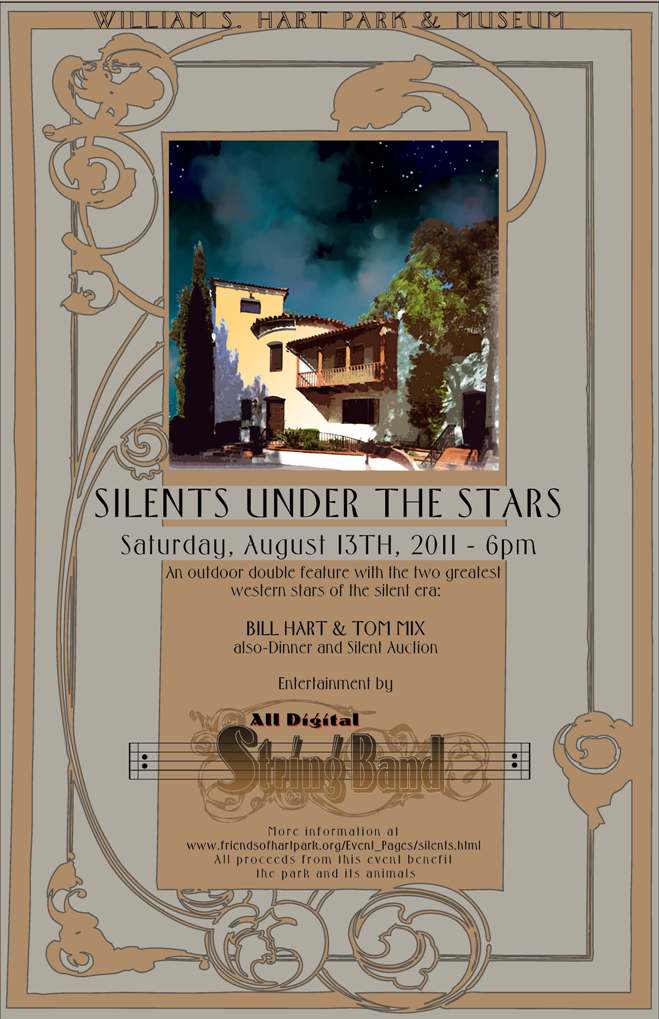 WILLIAM S. HART PARK & MUSEUM
SILENTS UNDER THE STARS
Saturday, August 13TH, 2011 - 6pm
An outdoor double feature with the two greatest
western stars of the silent era:
BILL HART & TOM MIX
also-Dinner and Silent Auction
Entertainment by
All Digital
String Band
More information at
www.friendsofhartpark.org/Event_Pages/silents.html
All proceeds from this event benefit
the park and its animals